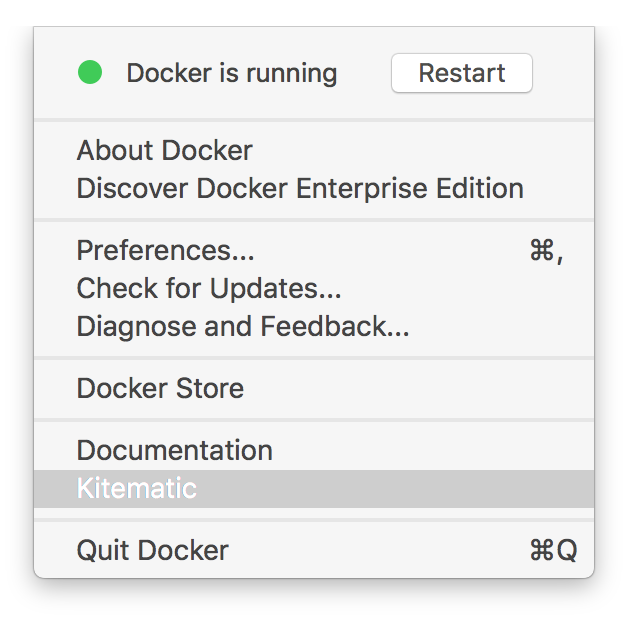 Docker is running Restart
About Docker
Discover Docker Enterprise Edition
Preferences... ⌘,
Check for Updates...
Diagnose and Feedback...
Docker Store
Documentation
Kitematic
Quit Docker ⌘Q